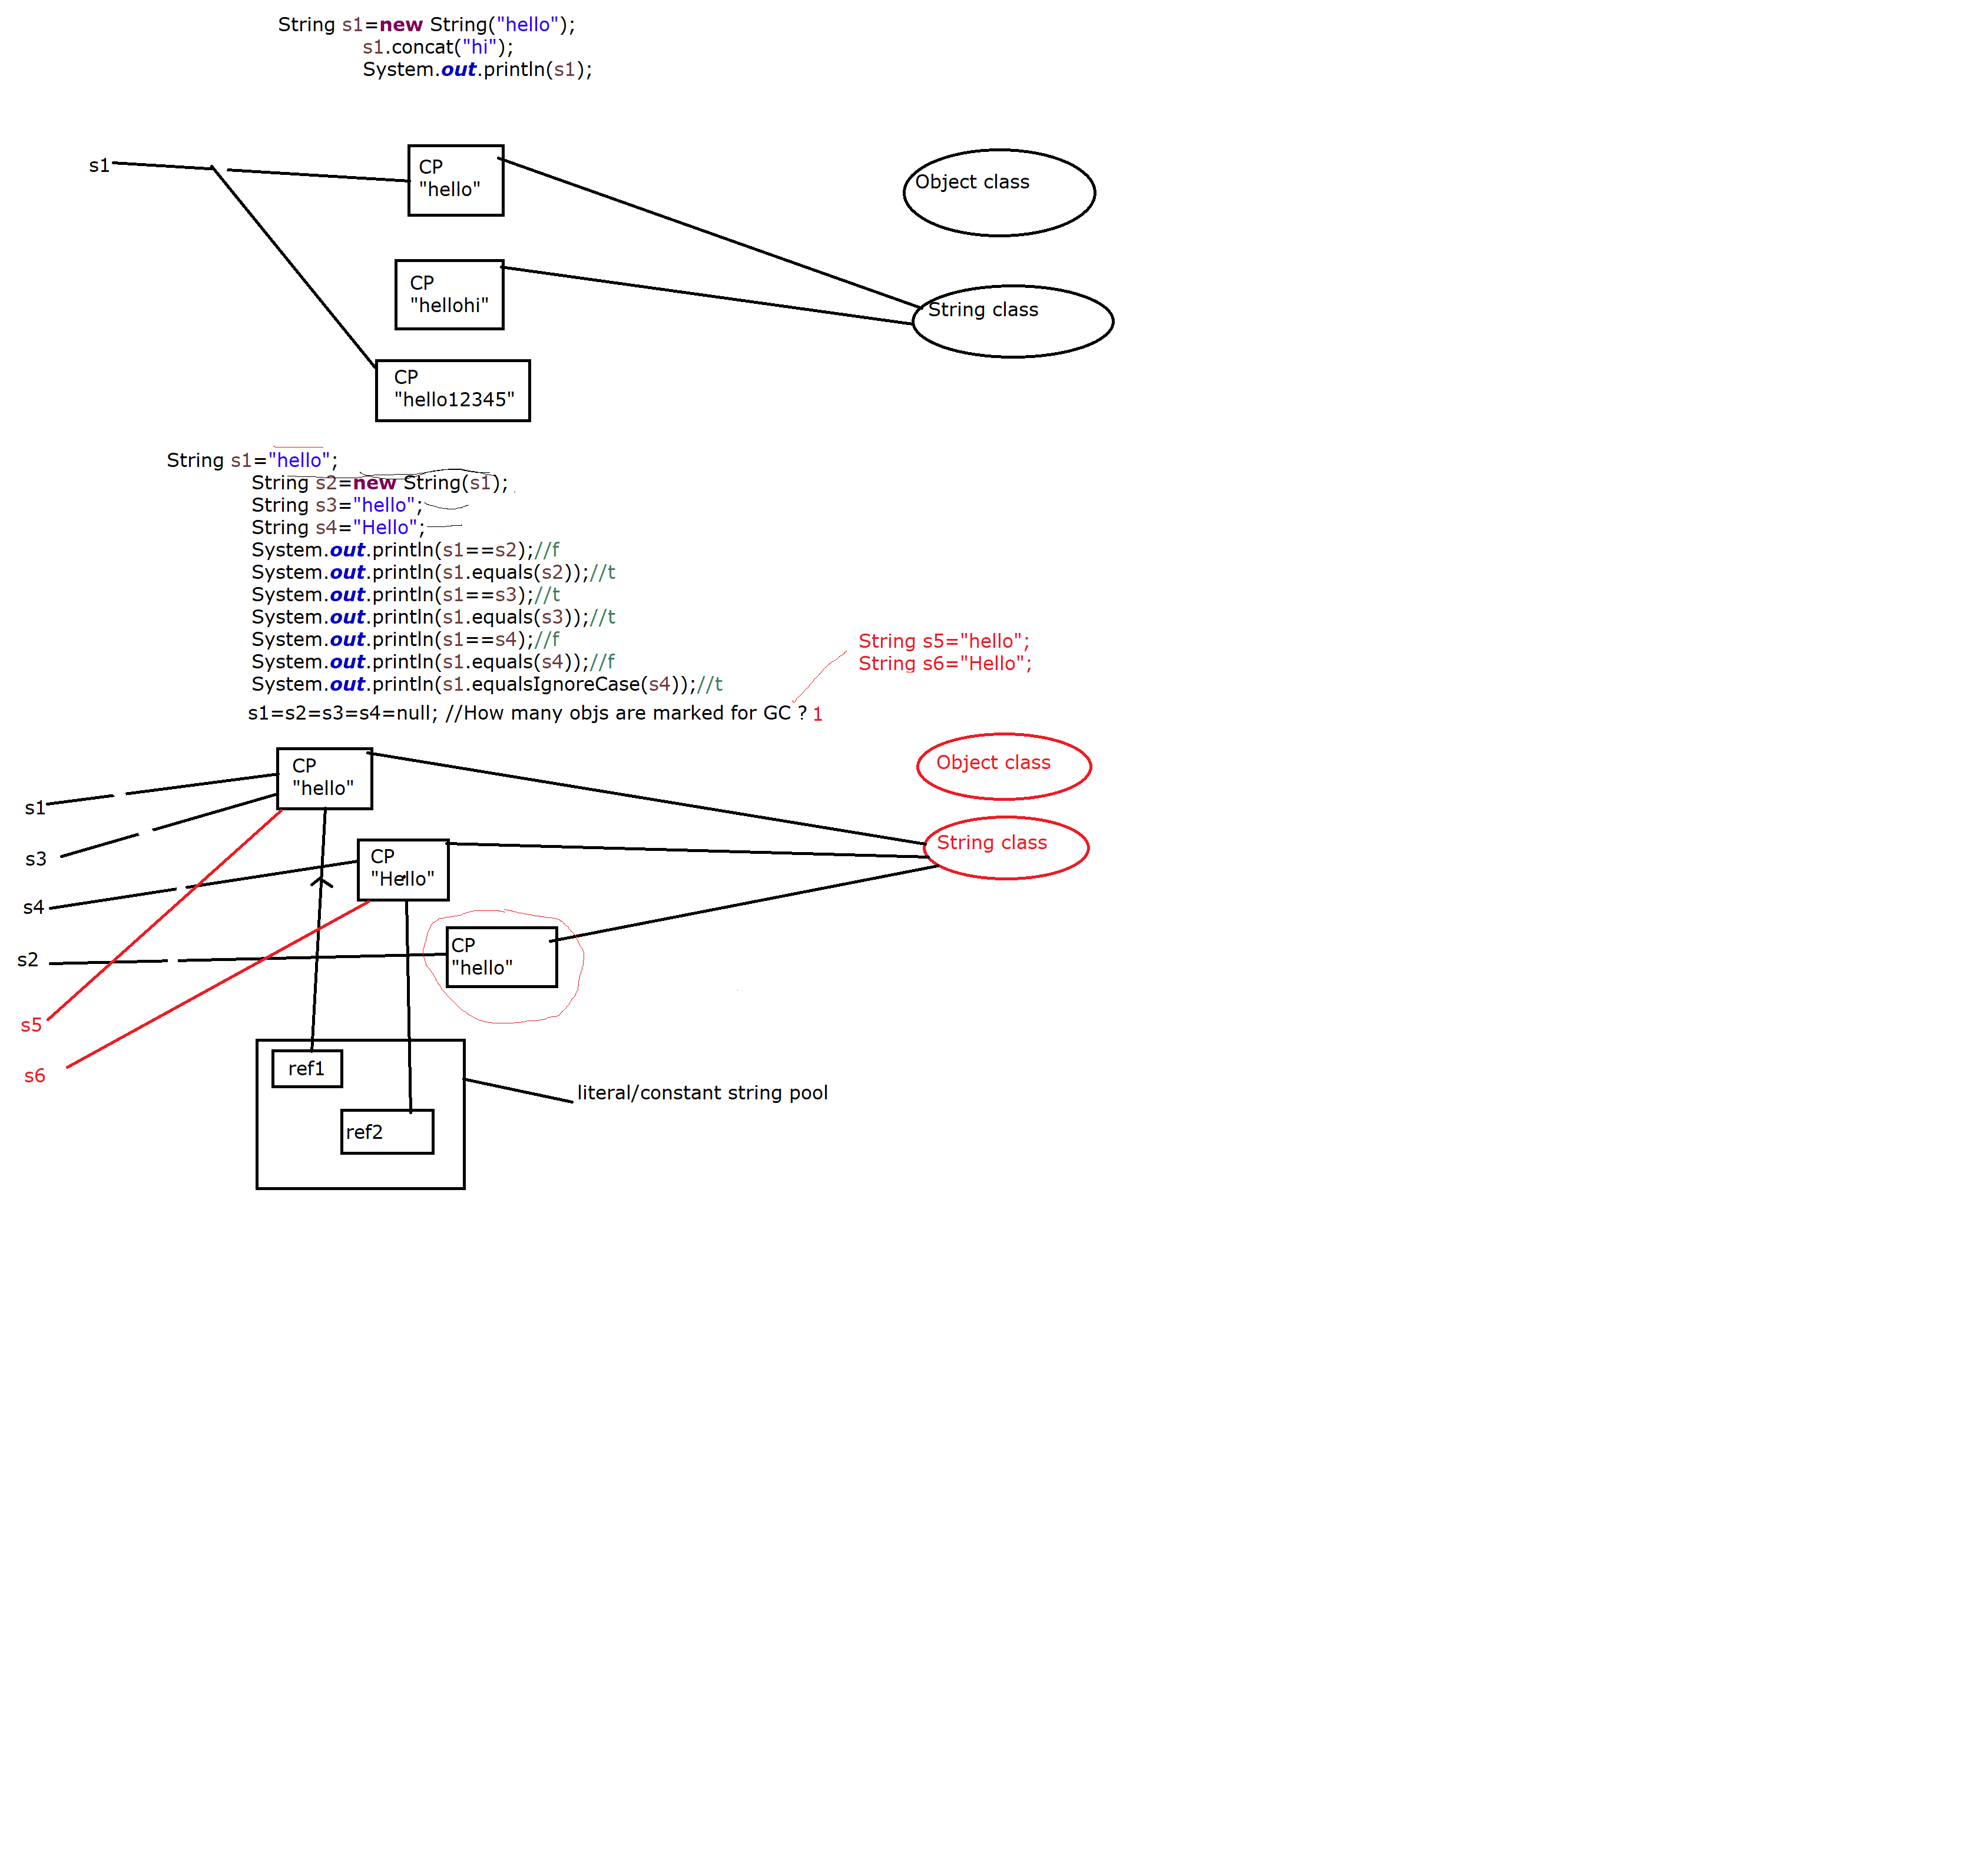 String s1=new String("hello");
s1.concat("hi");
System.out.println(s1);
s1
CP
"hello"
Object class
CP
"hellohi"
String class
CP
"hello12345"
String s1="hello";
String s2=new String(s1);
String s3="hello";
String s4="Hello";
System.out.println(s1==s2);//f
System.out.println(s1.equals(s2));//t
System.out.println(s1==s3);//t
System.out.println(s1.equals(s3));//t
System.out.println(s1==s4);//f
System.out.println(s1.equals(s4));//f
System.out.println(s1.equalsIgnoreCase(s4));//t
String s5="hello";
String s6="Hello";
s1=s2=s3=s4=null; //How many objs are marked for GC ? 1
CP
"hello"
Object class
s1
s3
CP
"Hello"
String class
s4
s2
CP
"hello"
s5
s6
ref1
literal/constant string pool
ref2